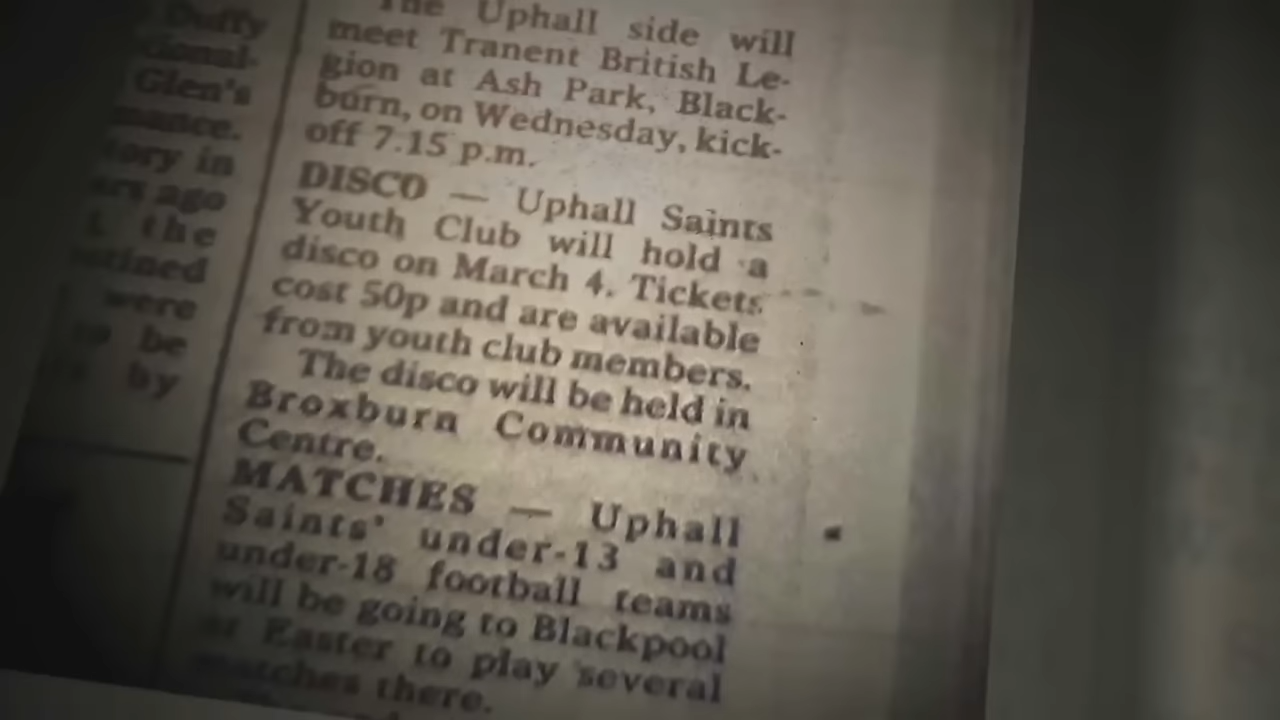 Duffy
tional-
Glen's
mance.
tory in
ars ago
t the
were
to be
by
The Uphall side will
meet Tranent British Le-
gion at Ash Park, Black-
burn, on Wednesday, kick-
off 7.15 p.m.
DISCO — Uphall Saints
Youth Club will hold a
disco on March 4. Tickets
cost 50p and are available
from youth club members.
The disco will be held in
Broxburn Community
Centre.
MATCHES — Uphall
Saints' under-13 and
under-18 football teams
will be going to Blackpool
at Easter to play several
matches there.